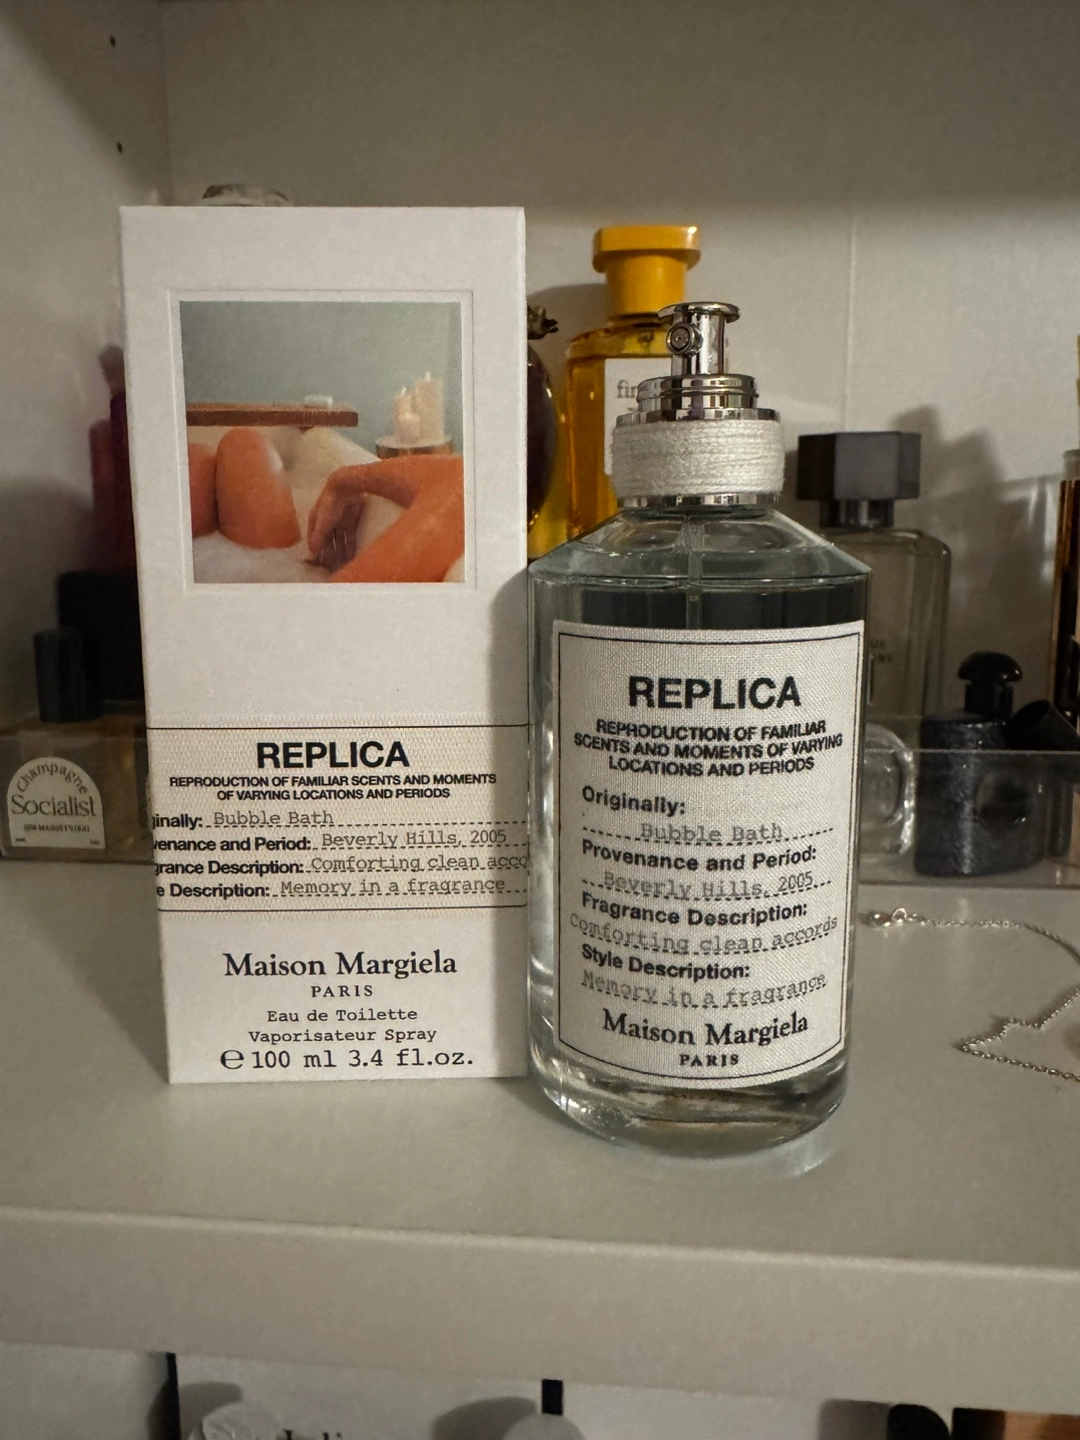 REPLICA
REPRODUCTION OF FAMILIAR SCENTS AND MOMENTS
OF VARYING LOCATIONS AND PERIODS
inally: Bubble Bath
venance and Period: Beverly Hills, 2005
grance Description: Comforting clean acco
e Description: Memory in a fragrance
Maison Margiela
PARIS
Eau de Toilette
Vaporisateur Spray
℮ 100 ml 3.4 fl.oz.
REPLICA
REPRODUCTION OF FAMILIAR
SCENTS AND MOMENTS OF VARYING
LOCATIONS AND PERIODS
Originally:
Bubble Bath
Provenance and Period:
Beverly Hills, 2005
Fragrance Description:
Comforting clean accords
Style Description:
Memory in a fragrance
Maison Margiela
PARIS
Champagne
Socialist